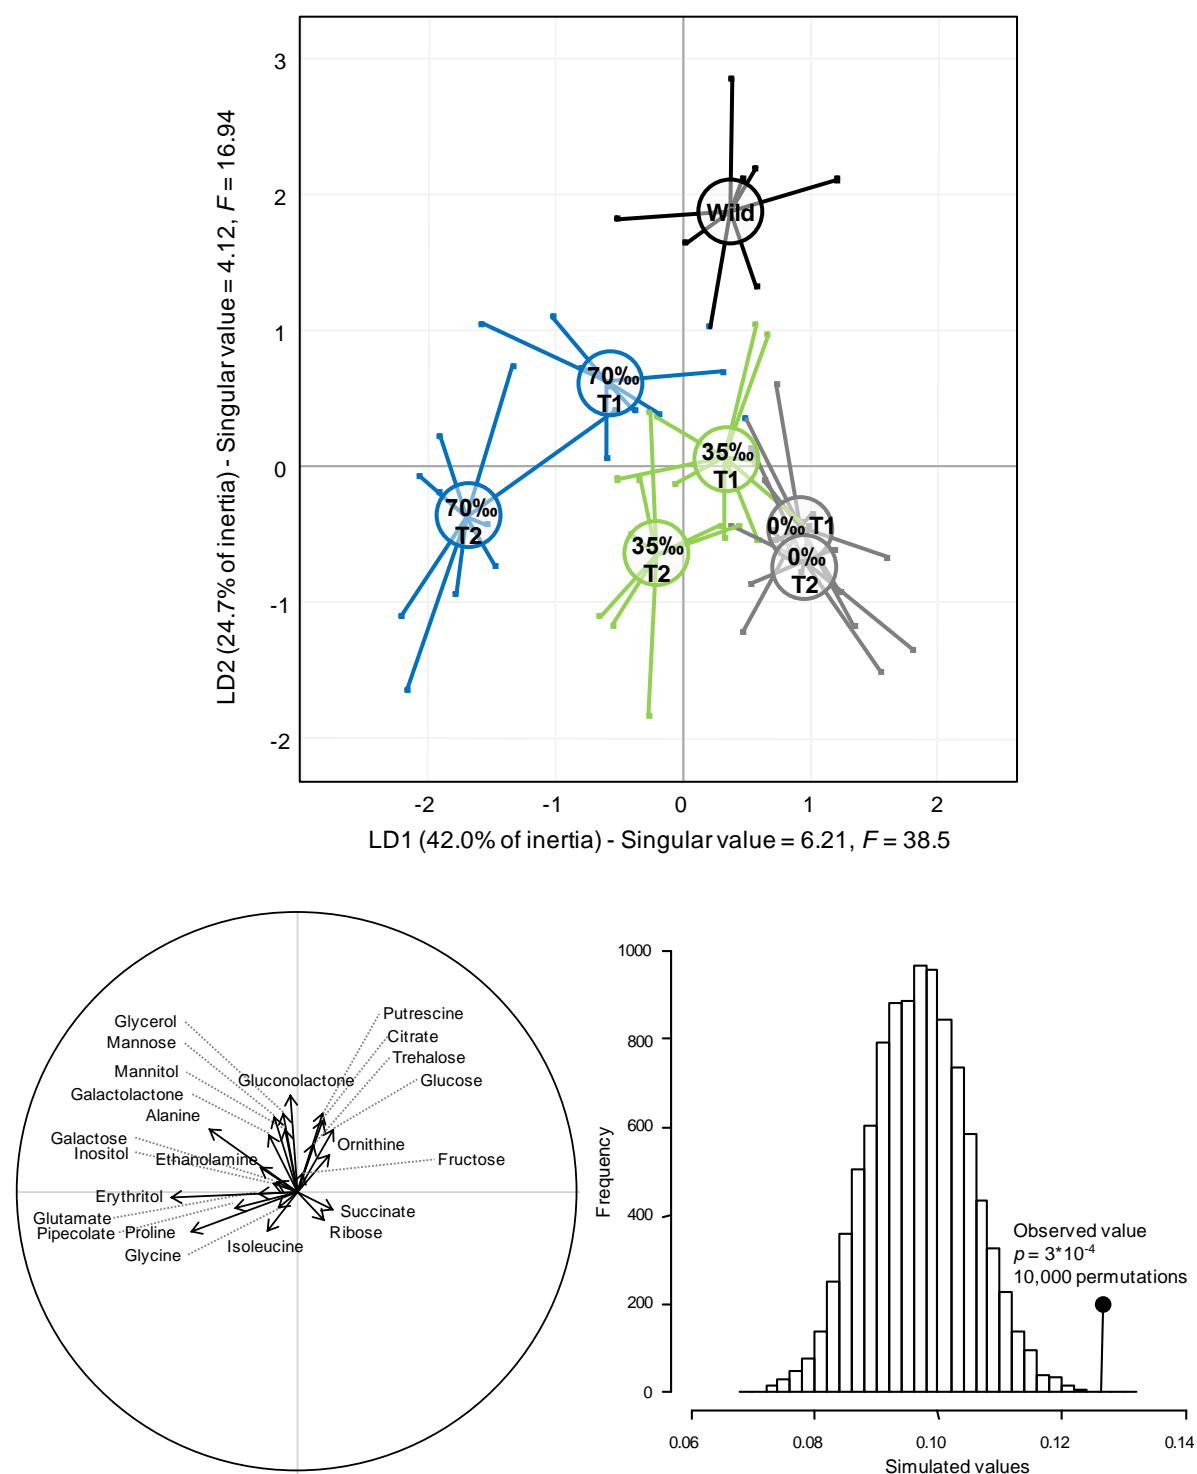 3
2
1
0
-1
-2
LD2 (24.7% of inertia) - Singular value = 4.12, F = 16.94
Wild
70‰
T1
35‰
T1
70‰
T2
35‰
T2
0‰ T1
0‰
T2
-2
-1
0
1
2
LD1 (42.0% of inertia) - Singular value = 6.21, F = 38.5
Glycerol
Mannose
Mannitol
Galactolactone
Alanine
Galactose
Inositol
Erythritol
Glutamate
Pipecolate
Proline
Glycine
Isoleucine
Ethanolamine
Gluconolactone
Putrescine
Citrate
Trehalose
Glucose
Ornithine
Fructose
Succinate
Ribose
1000
800
600
400
200
0
Frequency
Observed value
p = 3*10-4
10,000 permutations
0.06
0.08
0.10
0.12
0.14
Simulated values